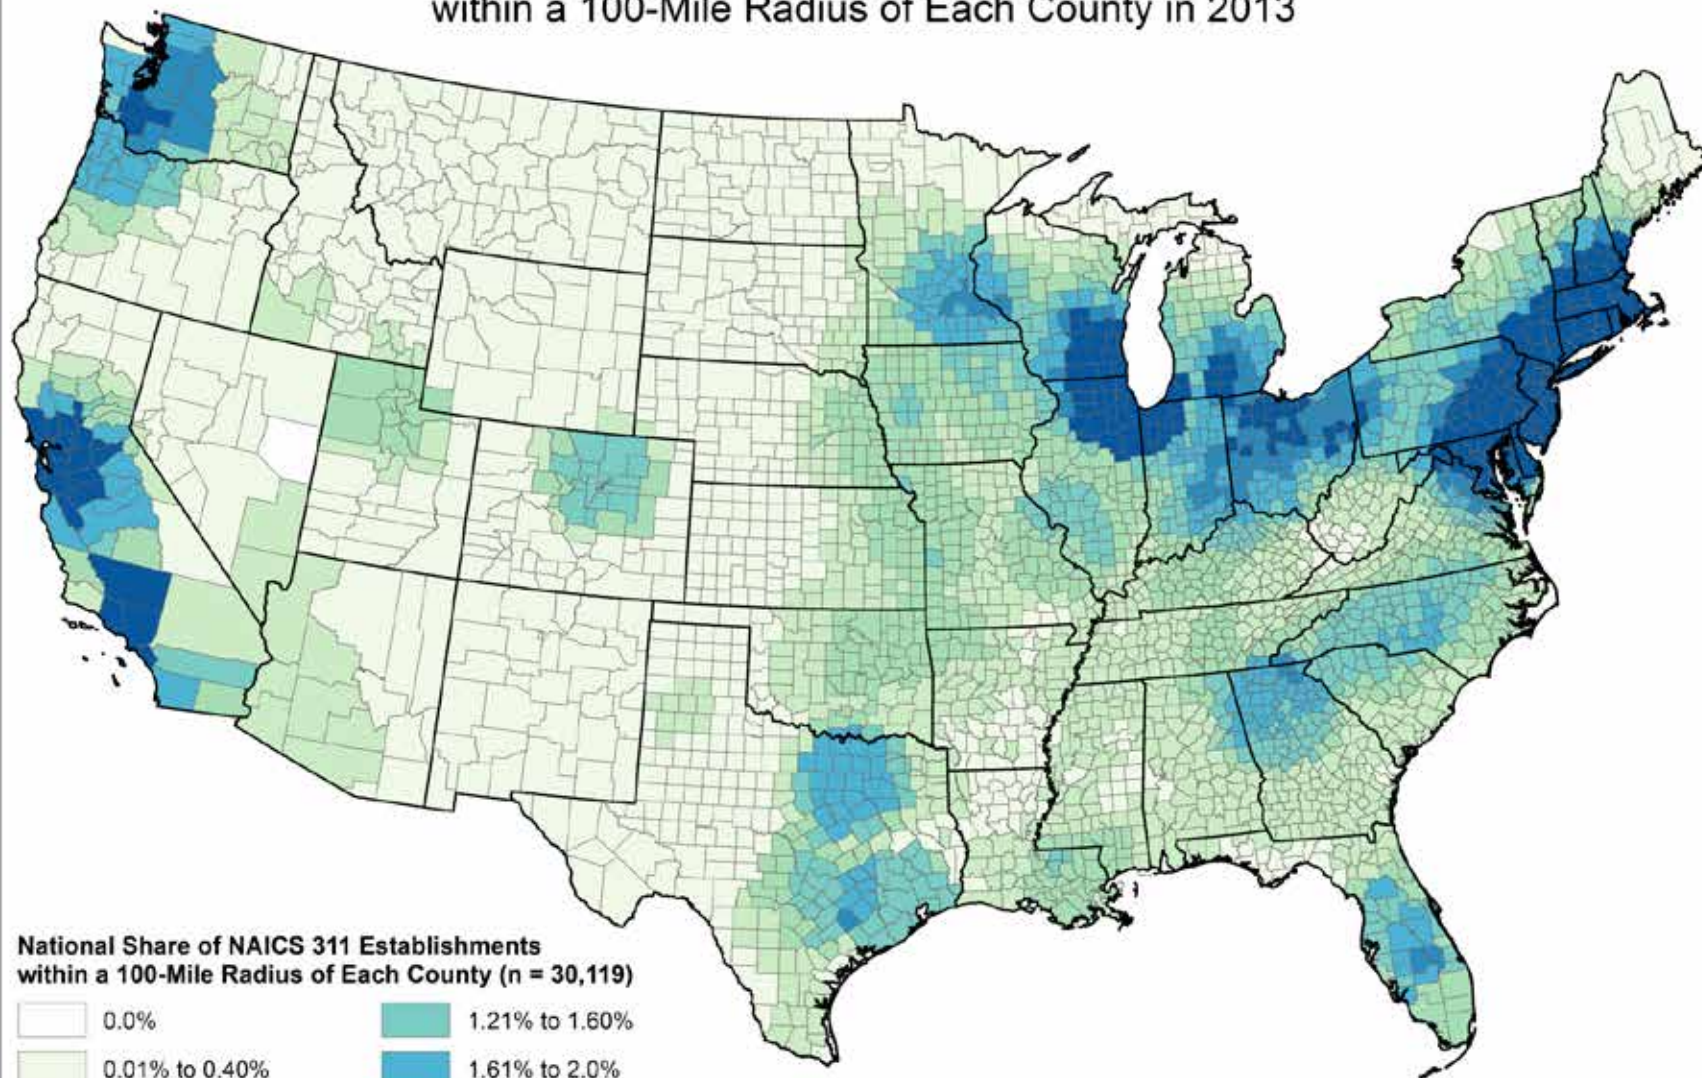 within a 100-Mile Radius of Each County in 2013
National Share of NAICS 311 Establishments
within a 100-Mile Radius of Each County (n = 30,119)
0.0%
1.21% to 1.60%
0.01% to 0.40%
1.61% to 2.0%